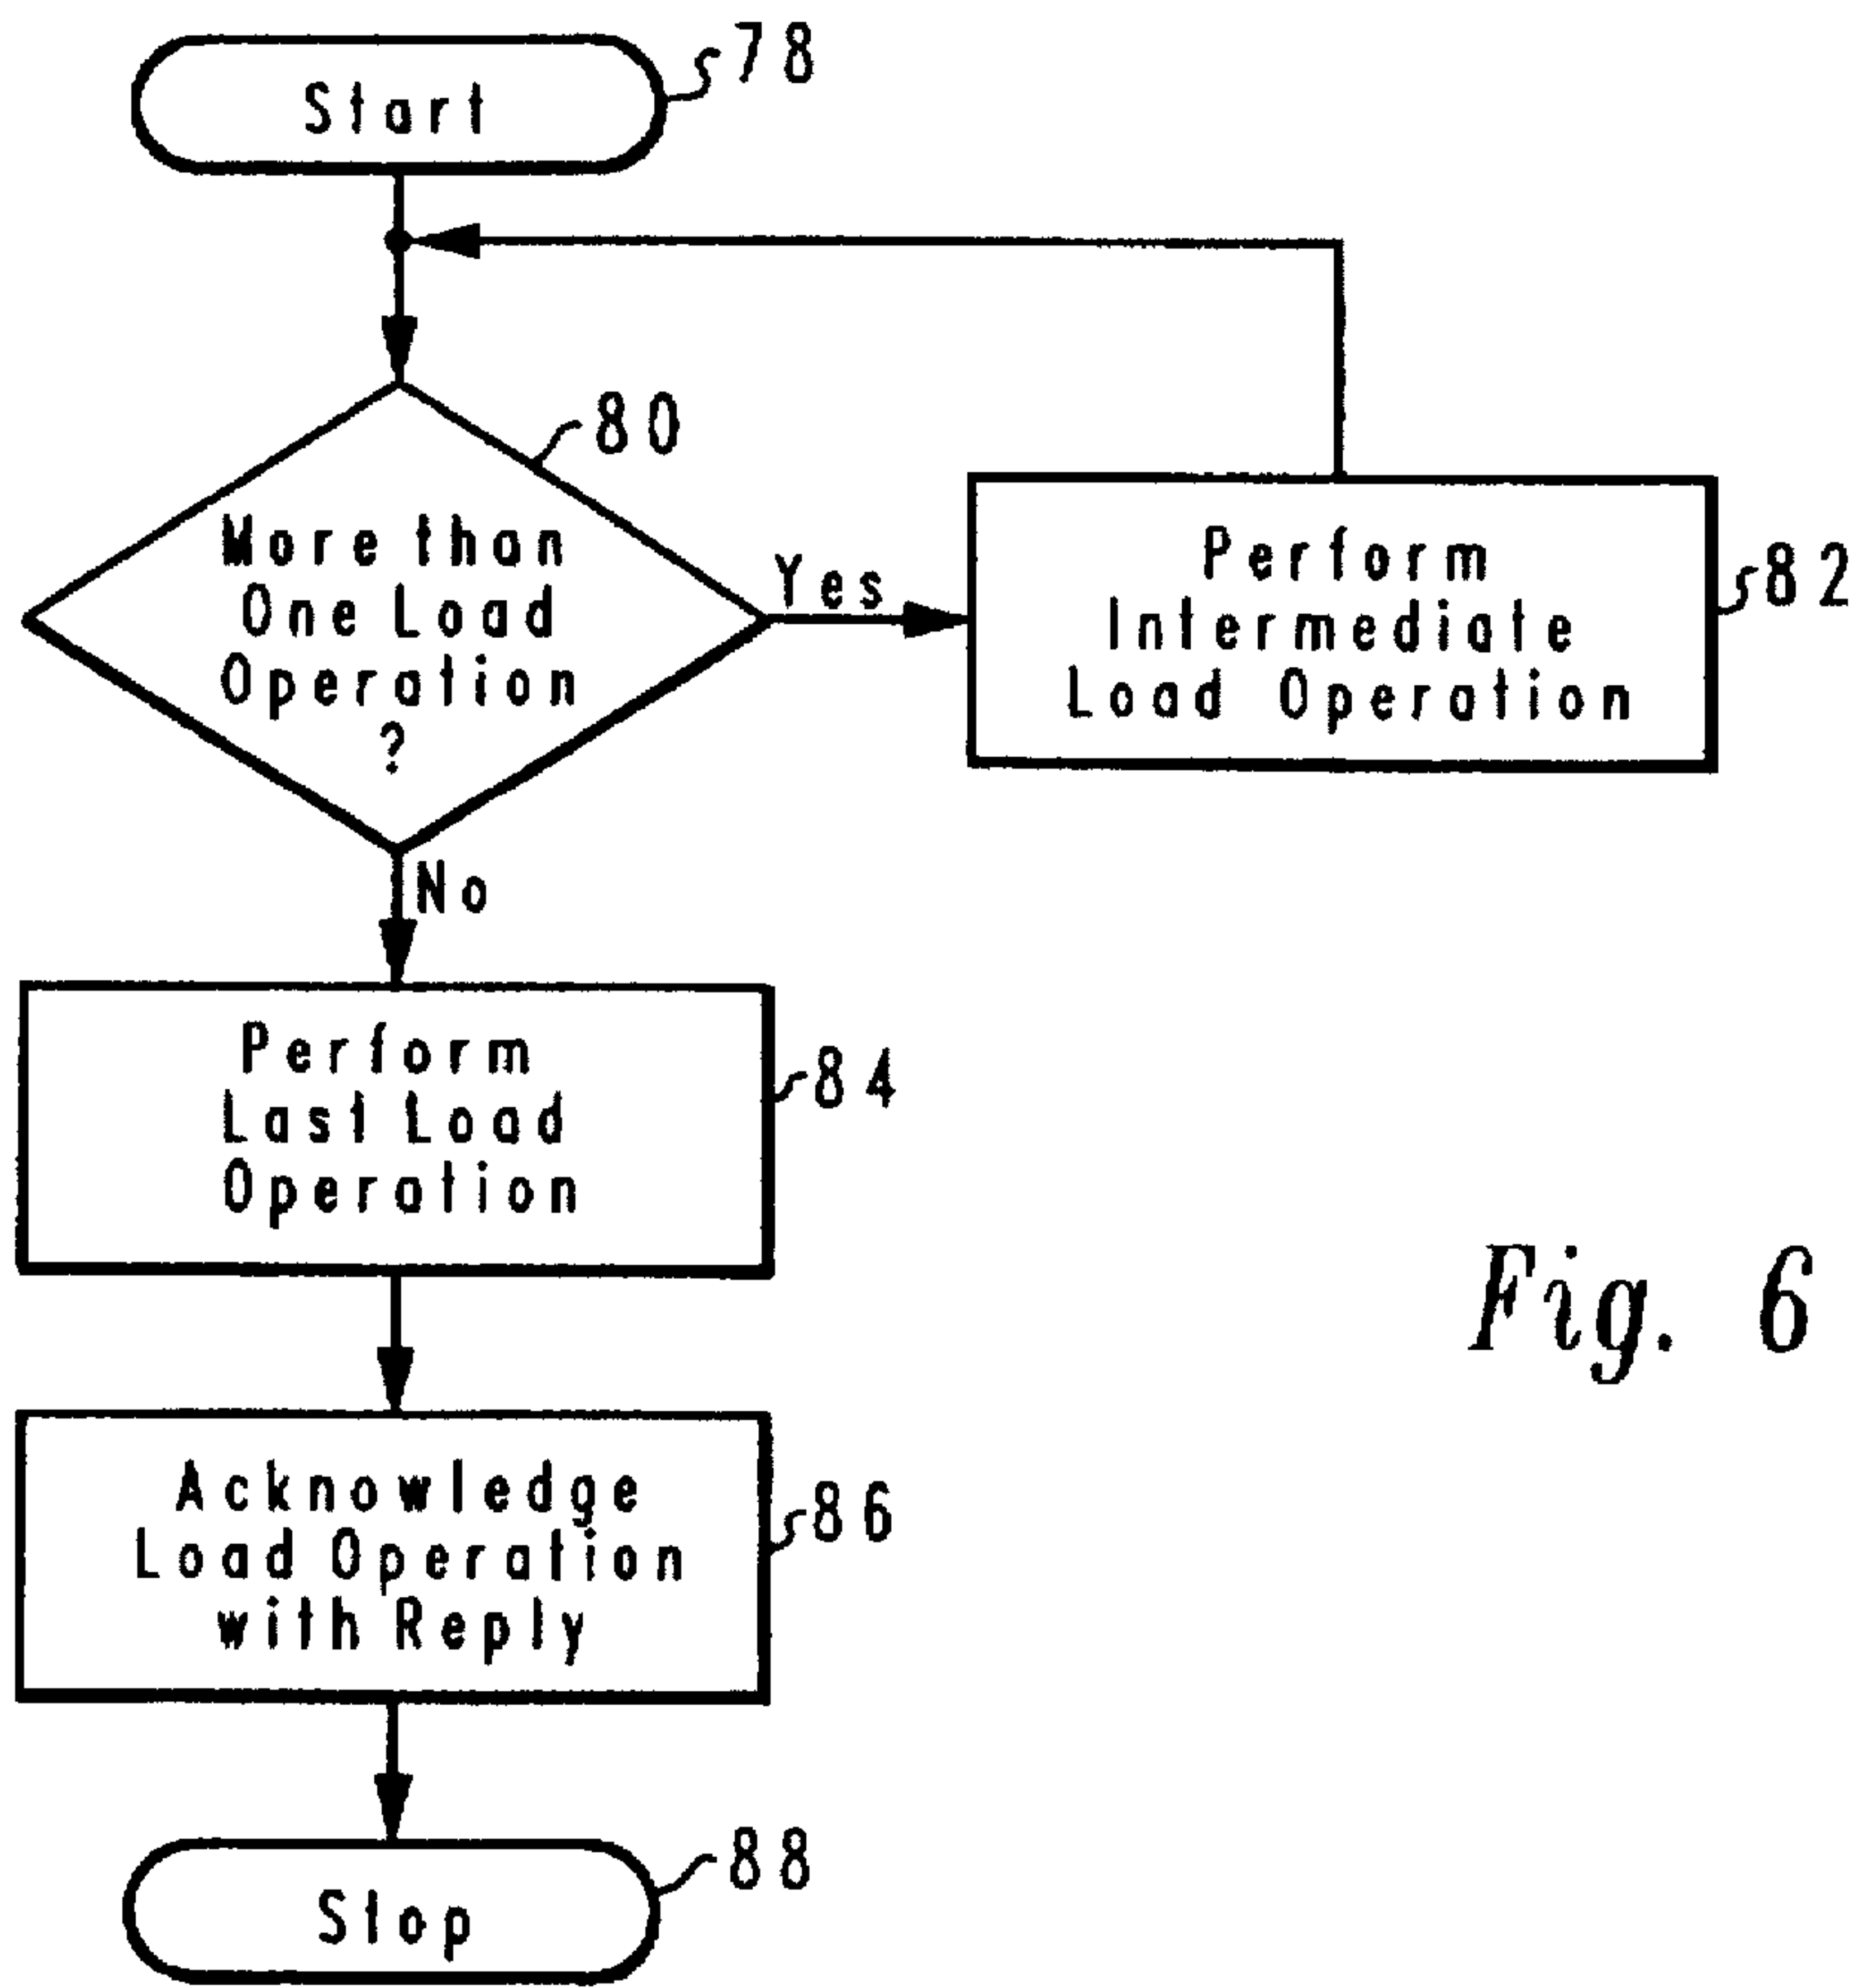 Start
78
80
More than
One Load
Operation
?
Yes
Perform
Intermediate
Load Operation
82
No
Perform
Last Load
Operation
84
Acknowledge
Load Operation
with Reply
86
Stop
88
Fig. 6